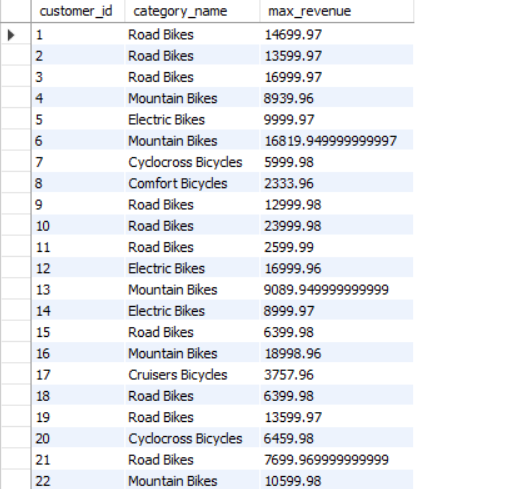 customer_id category_name max_revenue
1 Road Bikes 14699.97
2 Road Bikes 13599.97
3 Road Bikes 16999.97
4 Mountain Bikes 8939.96
5 Electric Bikes 9999.97
6 Mountain Bikes 16819.949999999997
7 Cyclocross Bicycles 5999.98
8 Comfort Bicycles 2333.96
9 Road Bikes 12999.98
10 Road Bikes 23999.98
11 Road Bikes 2599.99
12 Electric Bikes 16999.96
13 Mountain Bikes 9089.949999999999
14 Electric Bikes 8999.97
15 Road Bikes 6399.98
16 Mountain Bikes 18998.96
17 Cruisers Bicycles 3757.96
18 Road Bikes 6399.98
19 Road Bikes 13599.97
20 Cyclocross Bicycles 6459.98
21 Road Bikes 7699.969999999999
22 Mountain Bikes 10599.98